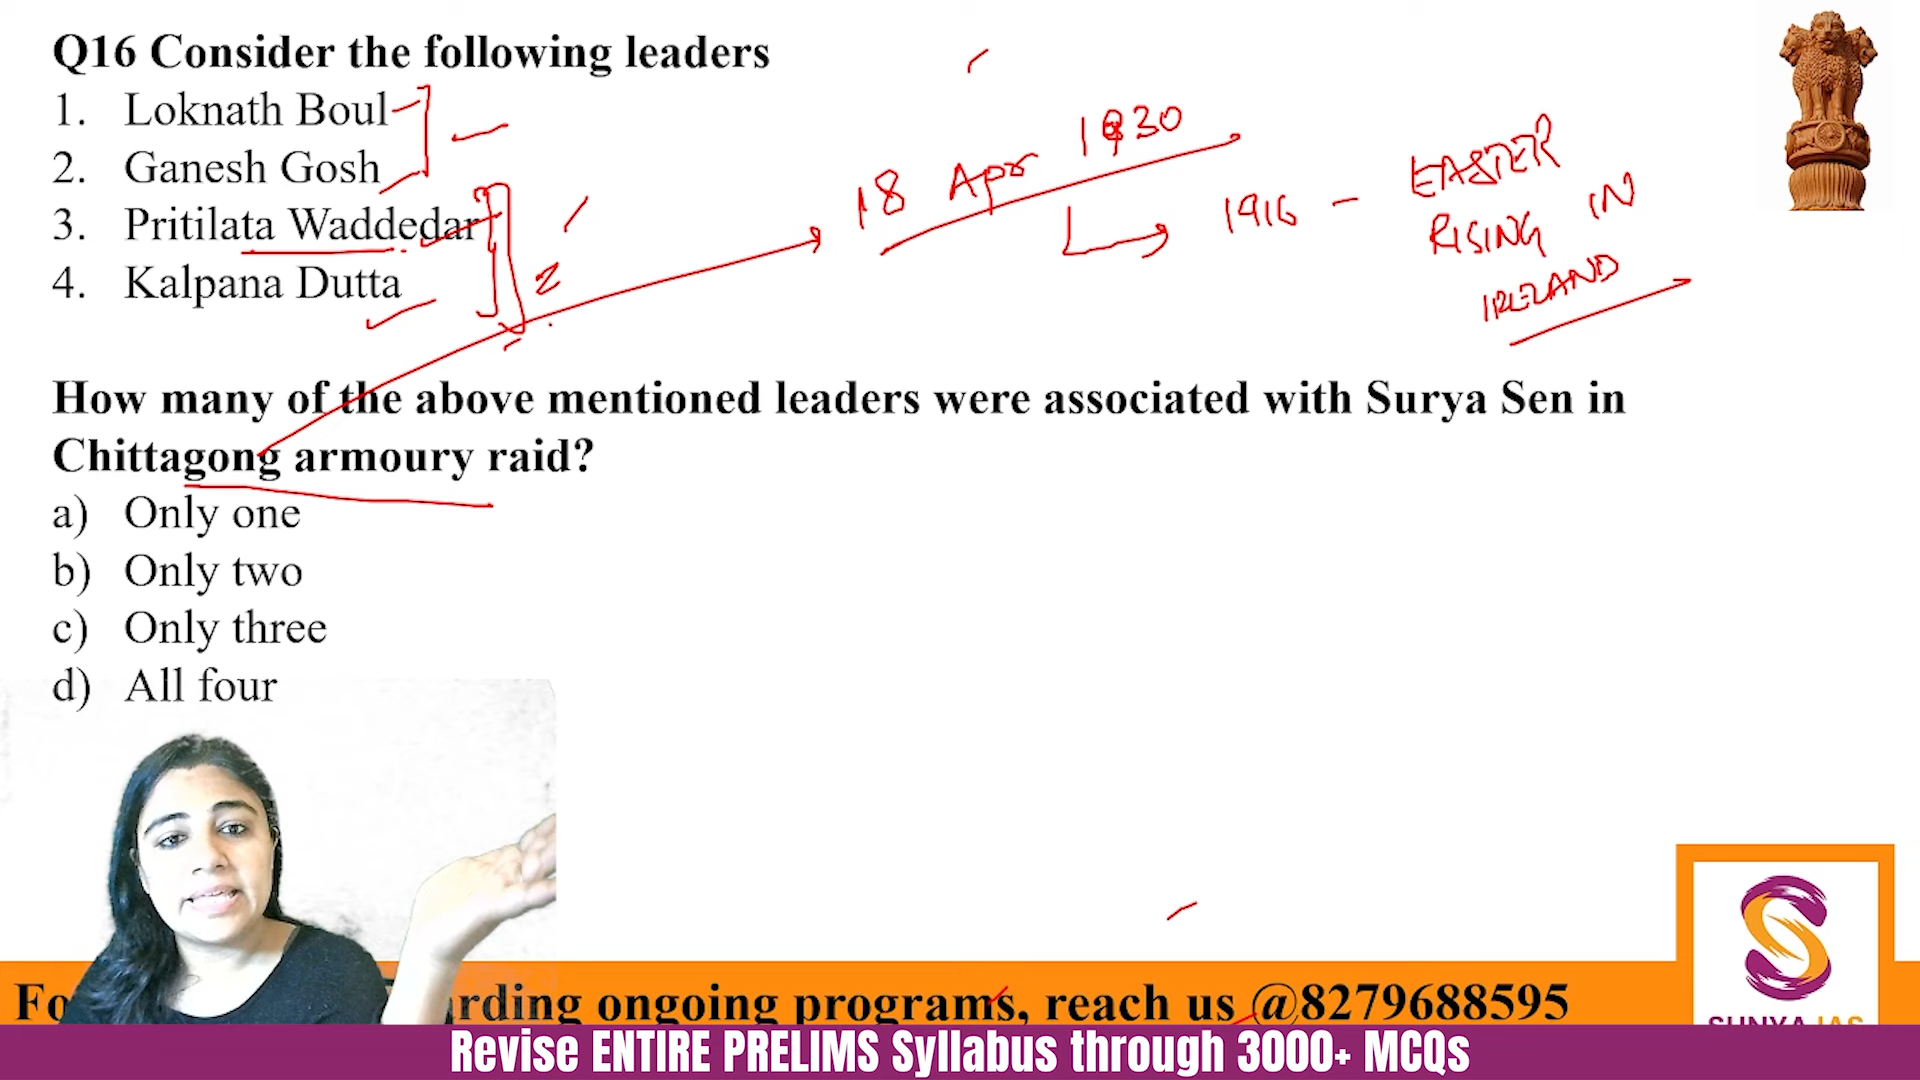 Q16 Consider the following leaders
1. Loknath Boul
2. Ganesh Gosh
3. Pritilata Waddedar
4. Kalpana Dutta
18 Apr 1930
1916 - EASTER
RISING IN
IRELAND
How many of the above mentioned leaders were associated with Surya Sen in
Chittagong armoury raid?
a) Only one
b) Only two
c) Only three
d) All four
ongoing programs, reach us @8279688595
Revise ENTIRE PRELIMS Syllabus through 3000+ MCQs